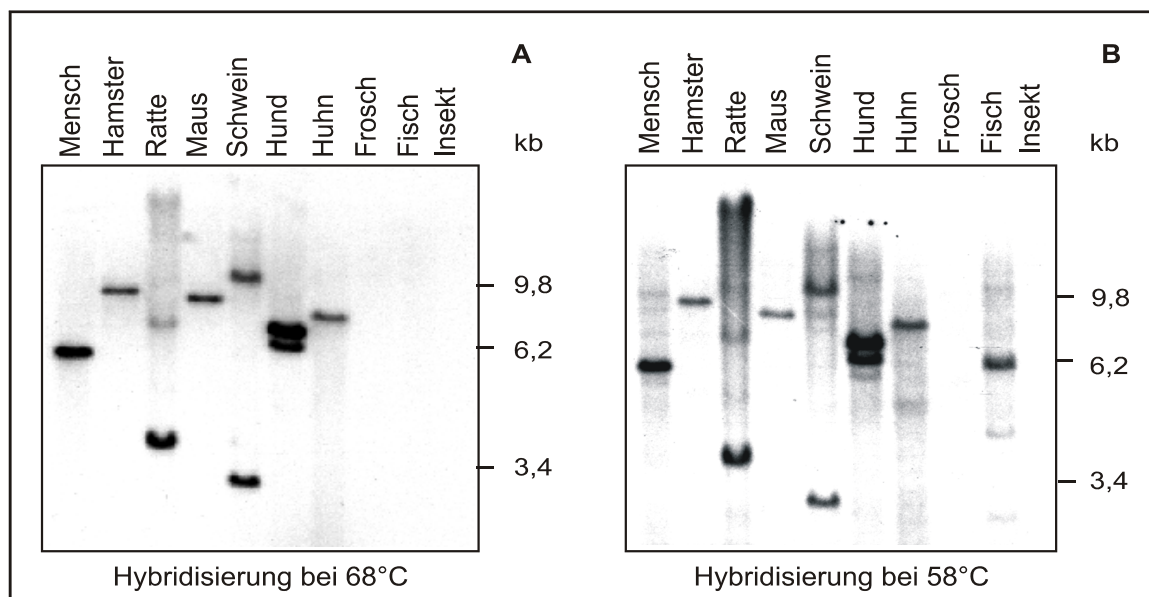 A
Mensch
Hamster
Ratte
Maus
Schwein
Hund
Huhn
Frosch
Fisch
Insekt
kb
9,8
6,2
3,4
Hybridisierung bei 68°C
B
Mensch
Hamster
Ratte
Maus
Schwein
Hund
Huhn
Frosch
Fisch
Insekt
kb
9,8
6,2
3,4
Hybridisierung bei 58°C